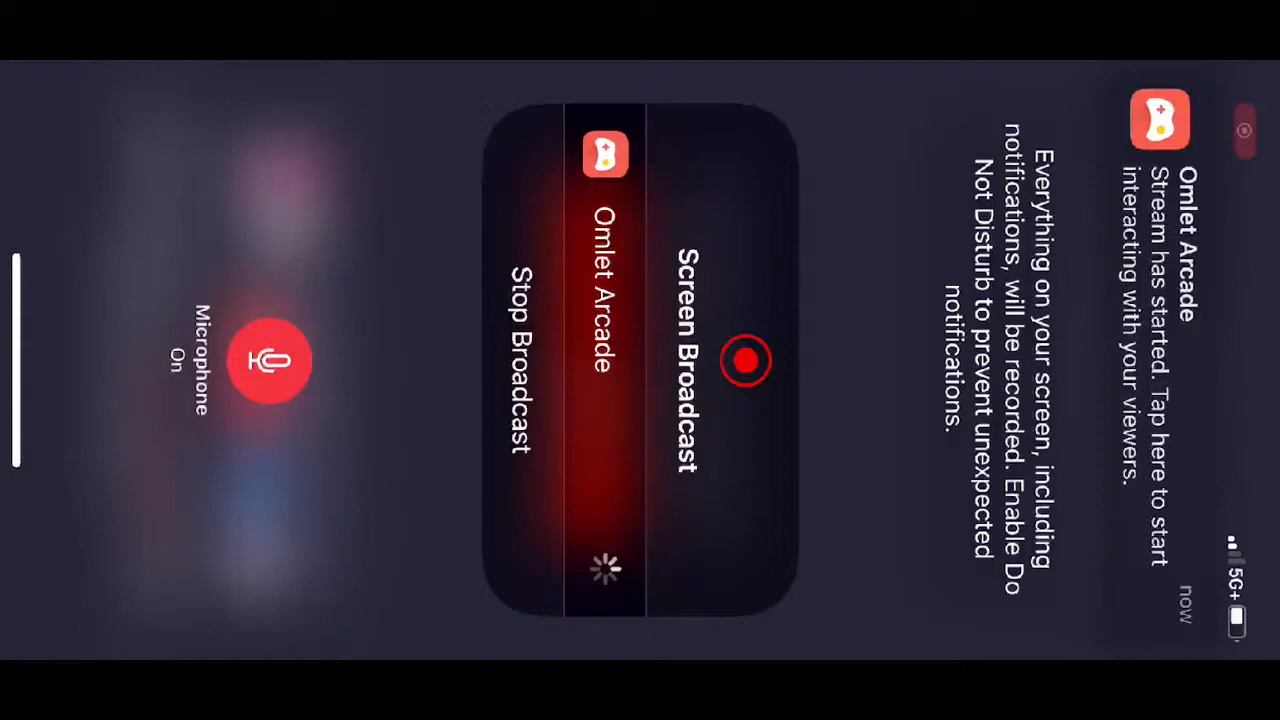 5G+
Omlet Arcade
now
Stream has started. Tap here to start
interacting with your viewers.
Everything on your screen, including
notifications, will be recorded. Enable Do
Not Disturb to prevent unexpected
notifications.
Screen Broadcast
Omlet Arcade
Stop Broadcast
Microphone
On